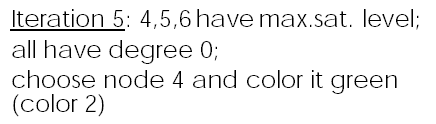 Iteration 5: 4,5,6 have max.sat. level;
all have degree 0;
choose node 4 and color it green
(color 2)